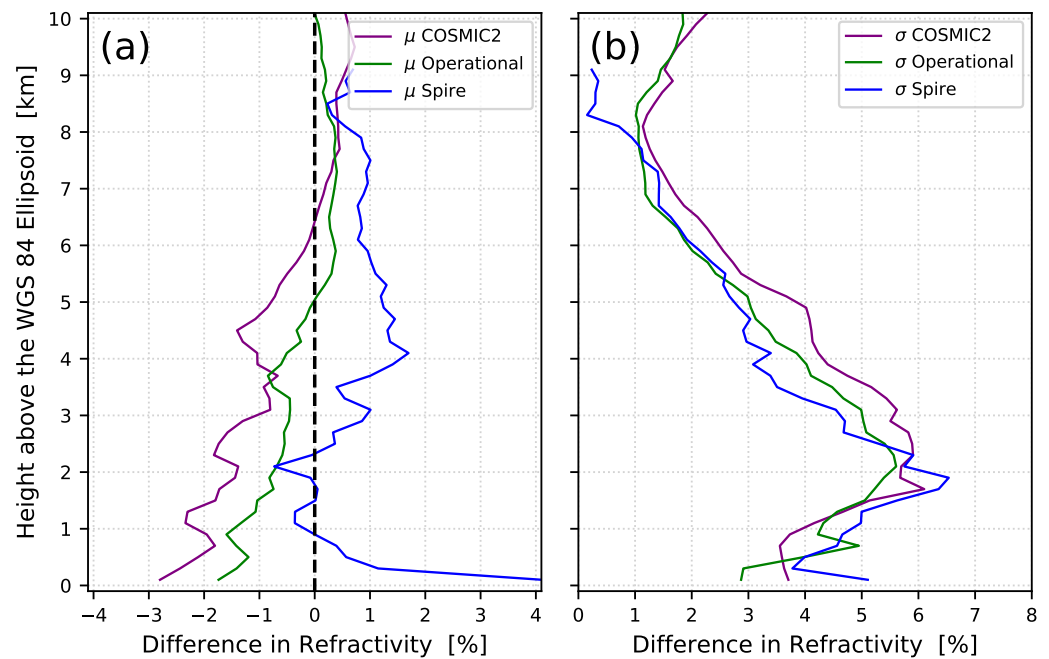 (a)
μ COSMIC2
μ Operational
μ Spire
10
9
8
7
6
5
4
3
2
1
0
Height above the WGS 84 Ellipsoid [km]
−4 −3 −2 −1 0 1 2 3 4
Difference in Refractivity [%]
(b)
σ COSMIC2
σ Operational
σ Spire
0 1 2 3 4 5 6 7 8
Difference in Refractivity [%]